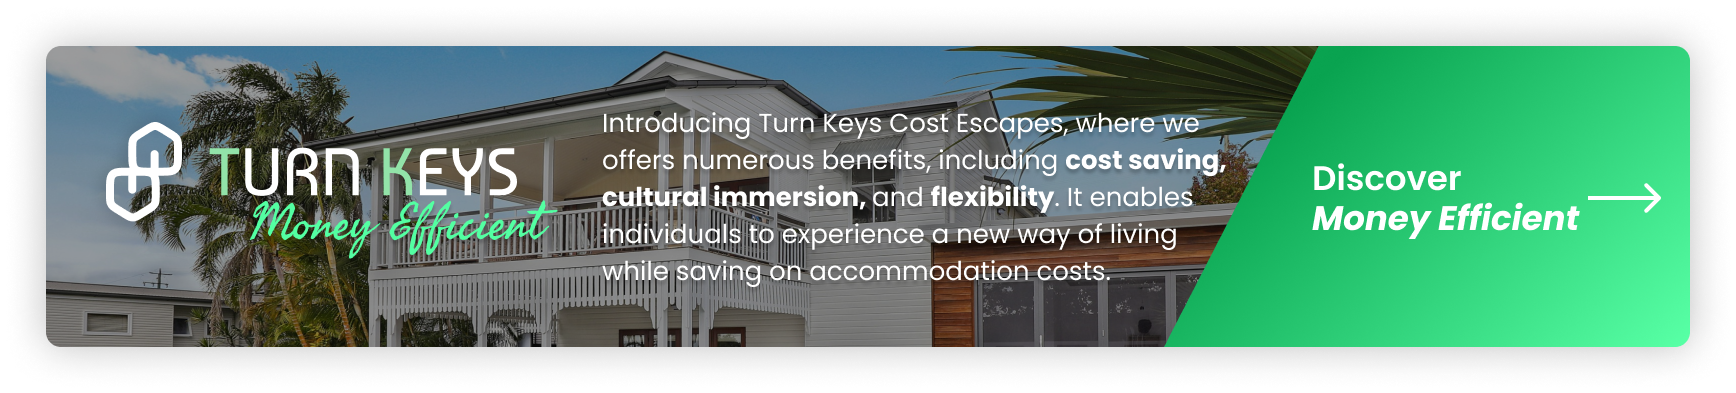 TURN KEYS
Money Efficient
Introducing Turn Keys Cost Escapes, where we
offers numerous benefits, including cost saving,
cultural immersion, and flexibility. It enables
individuals to experience a new way of living
while saving on accommodation costs.
Discover
Money Efficient